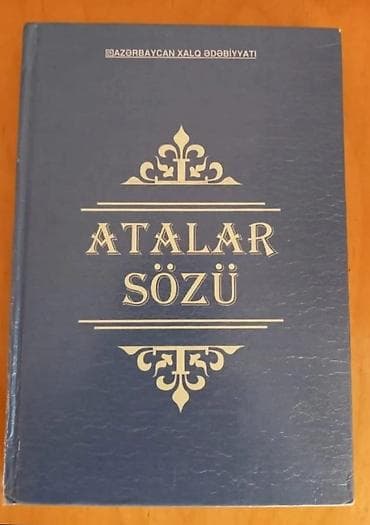 AZƏRBAYCAN XALQ ƏDƏBİYYATI
ATALAR
SÖZÜ